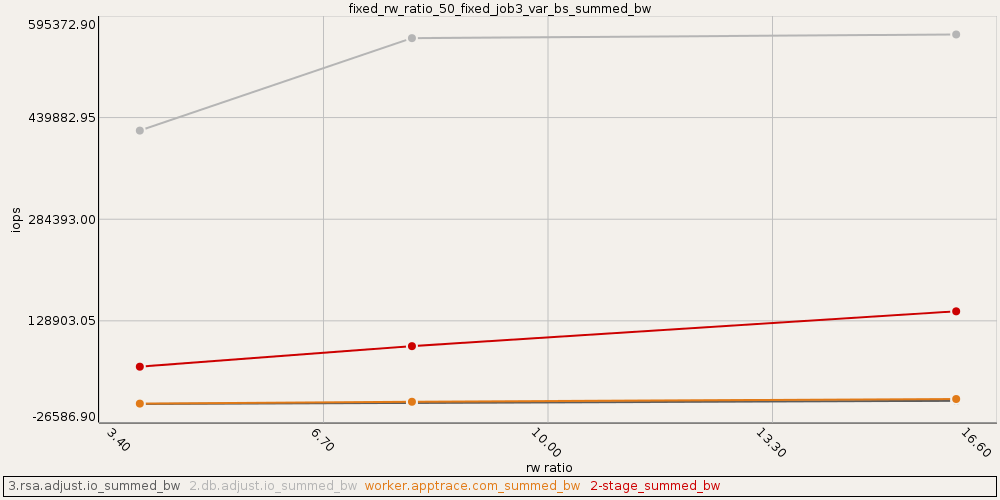 fixed_rw_ratio_50_fixed_job3_var_bs_summed_bw
595372.90
439882.95
284393.00
128903.05
-26586.90
iops
3.40
6.70
10.00
13.30
16.60
rw ratio
3.rsa.adjust.io_summed_bw 2.db.adjust.io_summed_bw worker.apptrace.com_summed_bw 2-stage_summed_bw